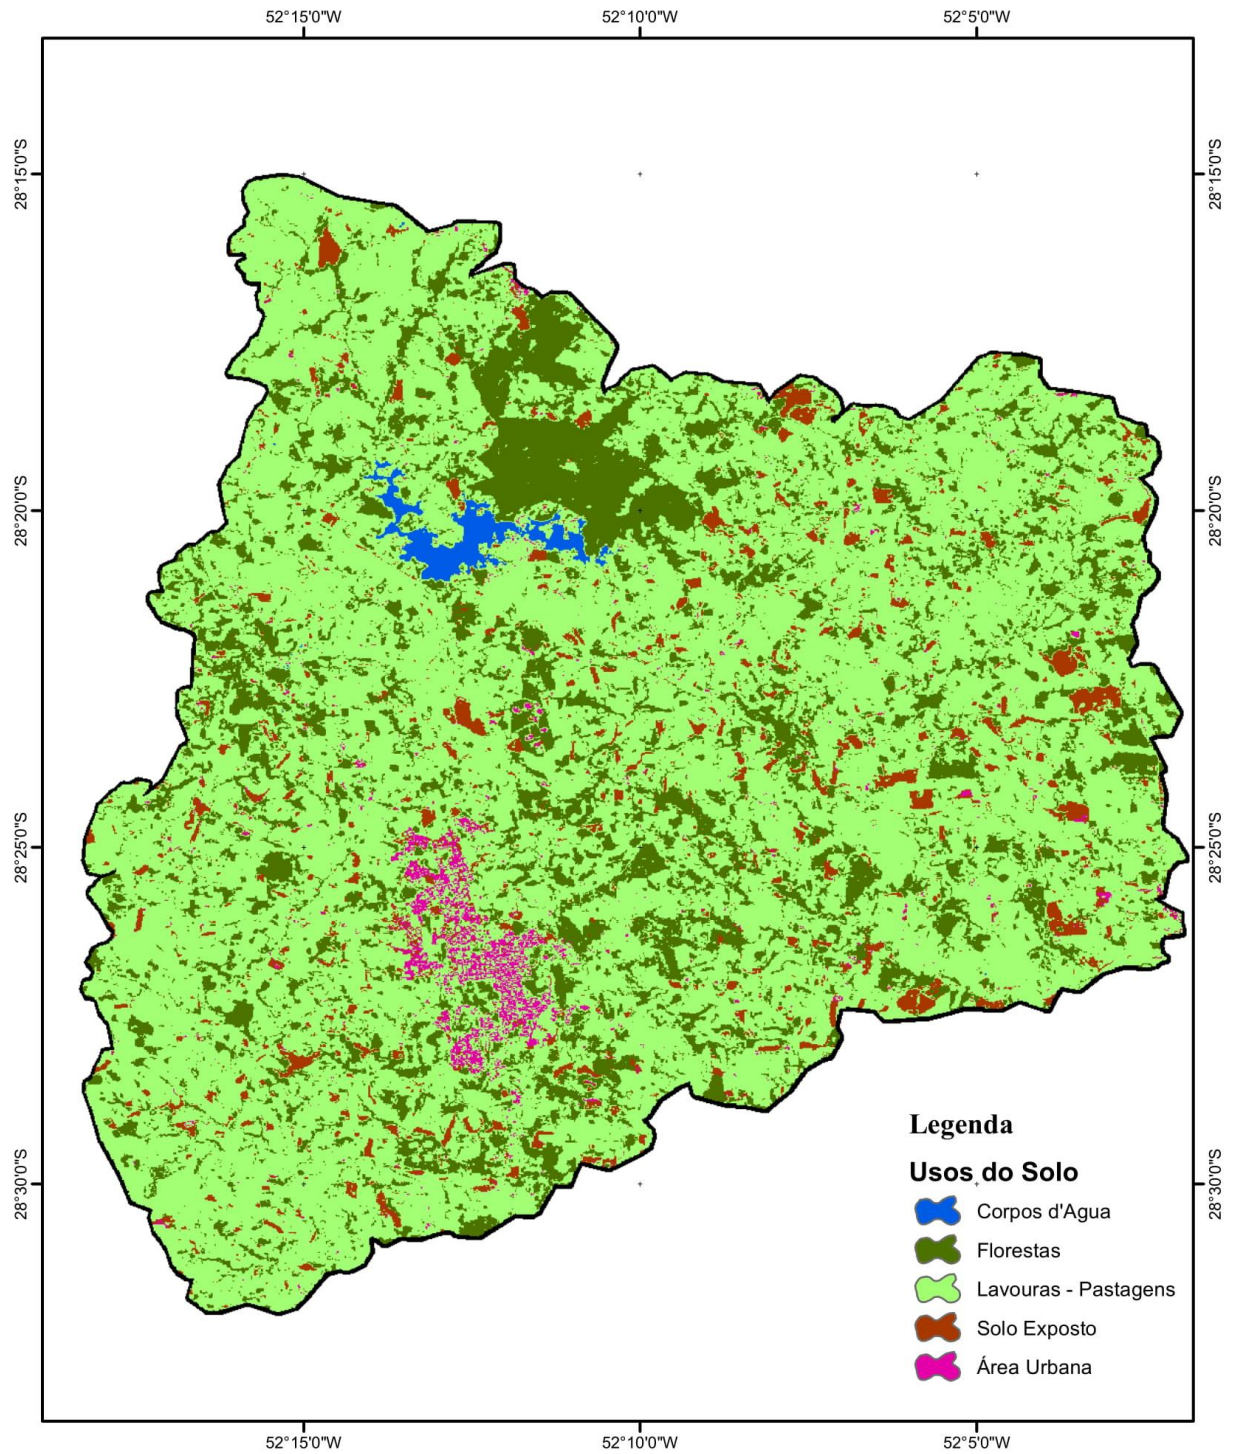 52°15'0"W 52°10'0"W 52°5'0"W
28°15'0"S 28°15'0"S
28°20'0"S 28°20'0"S
28°25'0"S 28°25'0"S
28°30'0"S 28°30'0"S
Legenda
Usos do Solo
Corpos d'Agua
Florestas
Lavouras - Pastagens
Solo Exposto
Área Urbana
52°15'0"W 52°10'0"W 52°5'0"W